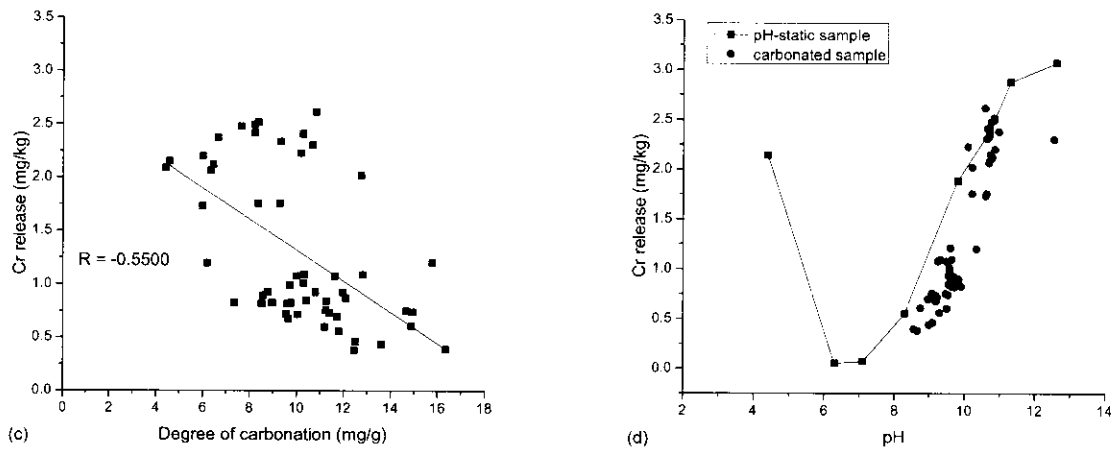 3.5
3.0
2.5
2.0
1.5
1.0
0.5
0.0
Cr release (mg/kg)
R = -0.5500
0 2 4 6 8 10 12 14 16 18
(c) Degree of carbonation (mg/g)
3.5
3.0
2.5
2.0
1.5
1.0
0.5
0.0
Cr release (mg/kg)
pH-static sample
carbonated sample
2 4 6 8 10 12 14
(d) pH